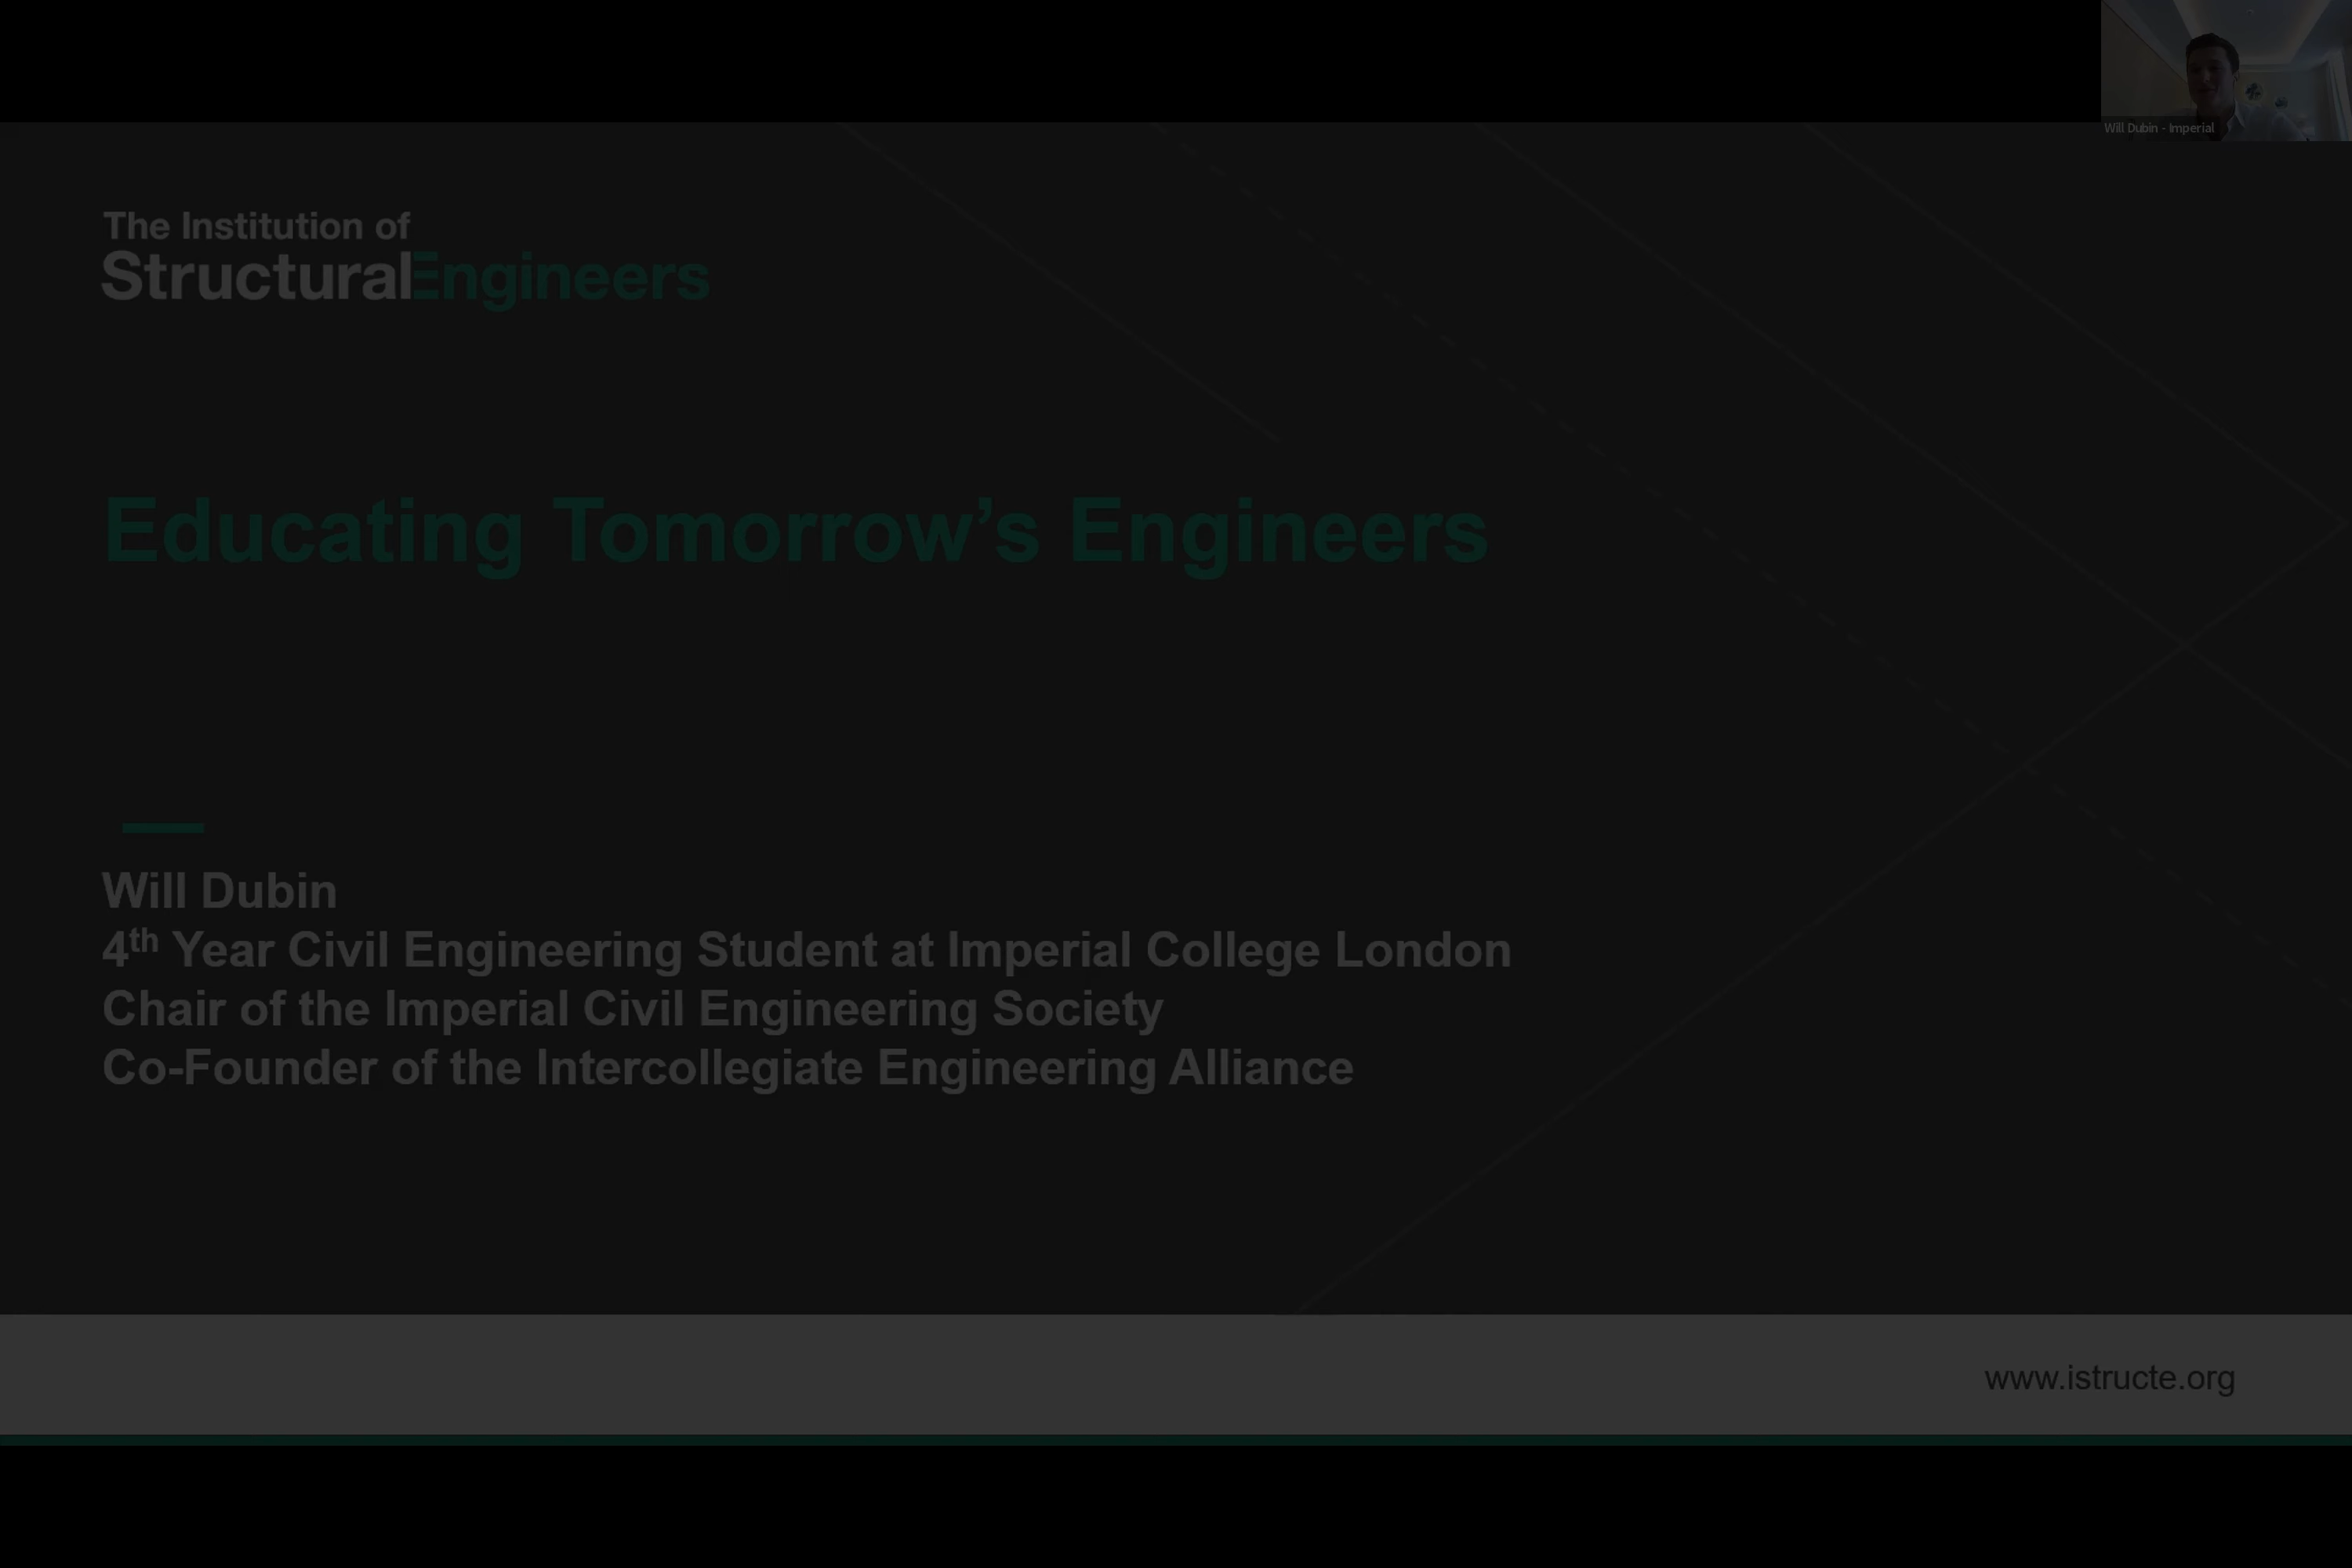 Will Dubin - Imperial
The Institution of
StructuralEngineers
Educating Tomorrow’s Engineers
Will Dubin
4th Year Civil Engineering Student at Imperial College London
Chair of the Imperial Civil Engineering Society
Co-Founder of the Intercollegiate Engineering Alliance
www.istructe.org